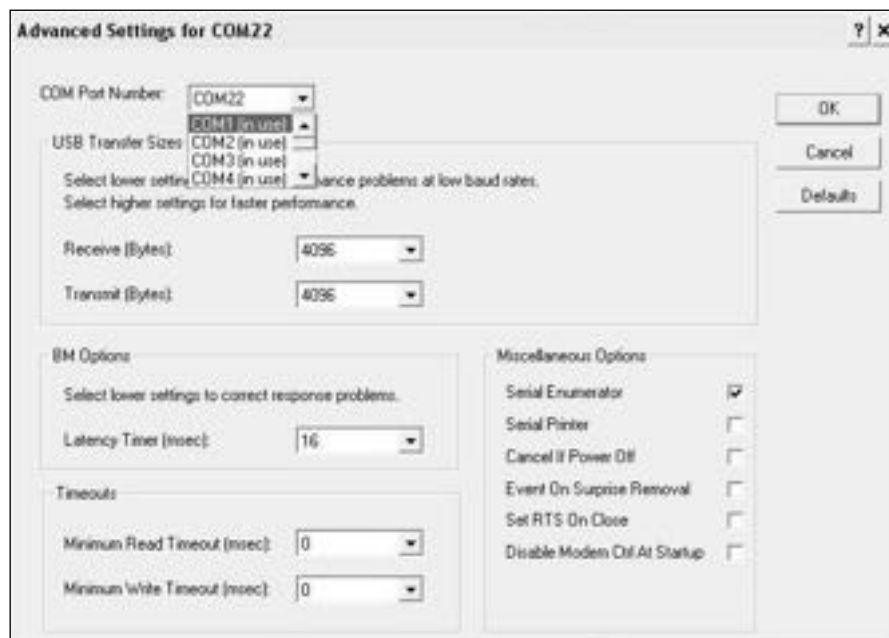 Advanced Settings for COM22
? X
COM Port Number:
COM22
COM1 (in use)
COM2 (in use)
COM3 (in use)
COM4 (in use)
OK
Cancel
Defaults
USB Transfer Sizes
Select lower settin ance problems at low baud rates.
Select higher settings for faster performance.
Receive (Bytes):
4096
Transmit (Bytes):
4096
BM Options
Select lower settings to correct response problems.
Latency Timer (msec):
16
Timeouts
Minimum Read Timeout (msec):
0
Minimum Write Timeout (msec):
0
Miscellaneous Options
Serial Enumerator
Serial Printer
Cancel If Power Off
Event On Surprise Removal
Set RTS On Close
Disable Modem Ctrl At Startup